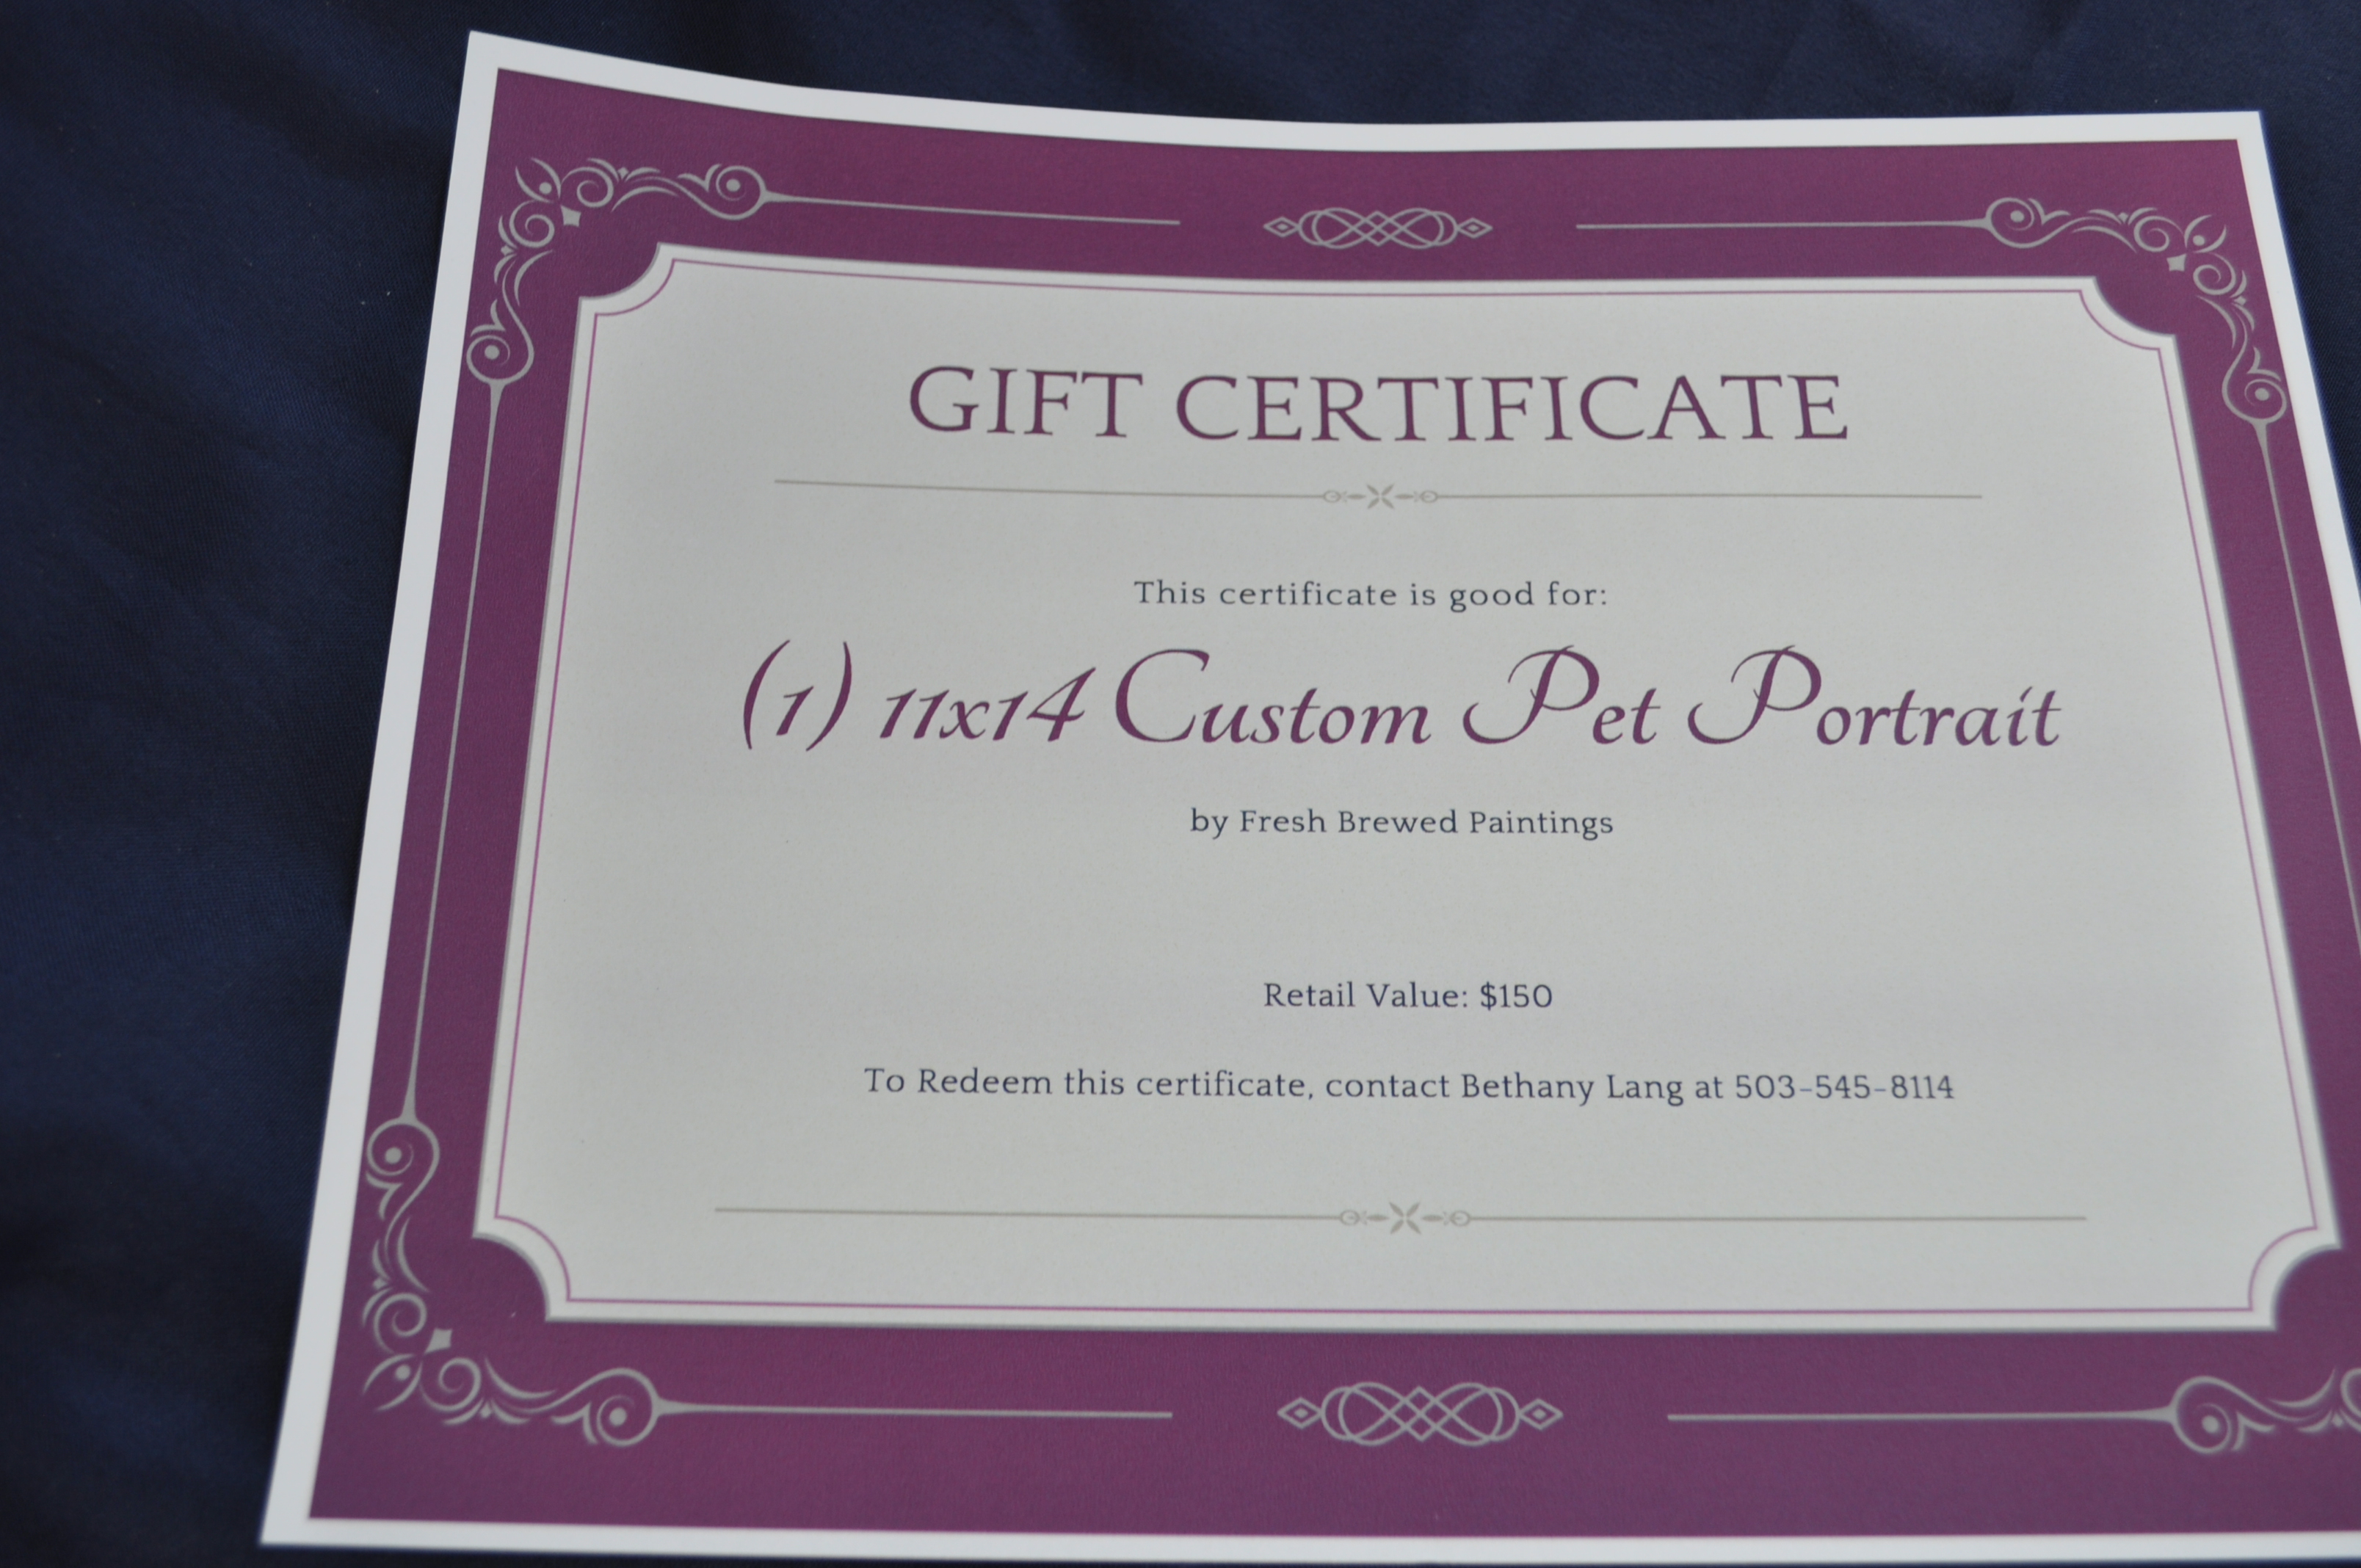 GIFT CERTIFICATE
This certificate is good for:
(1) 11x14 Custom Pet Portrait
by Fresh Brewed Paintings
Retail Value: $150
To Redeem this certificate, contact Bethany Lang at 503-545-8114